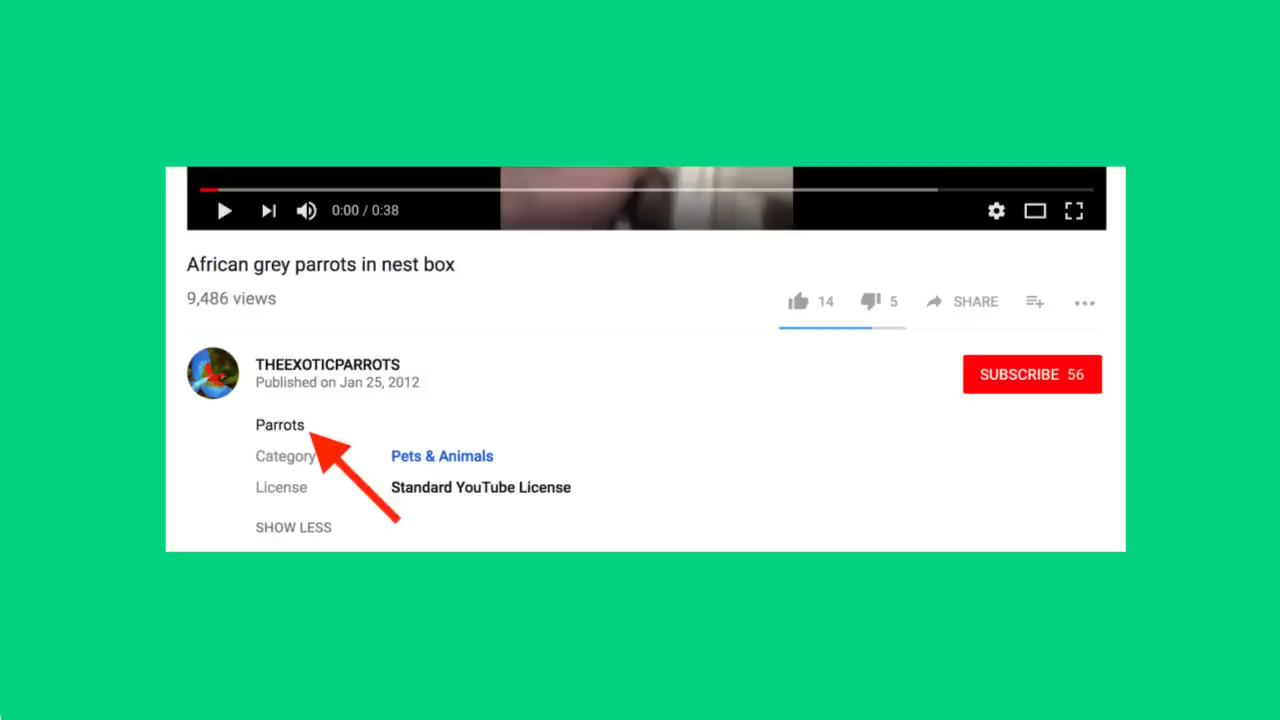 0:00 / 0:38
African grey parrots in nest box
9,486 views
14 5 SHARE
THEEXOTICPARROTS
Published on Jan 25, 2012
SUBSCRIBE 56
Parrots
Category Pets & Animals
License Standard YouTube License
SHOW LESS